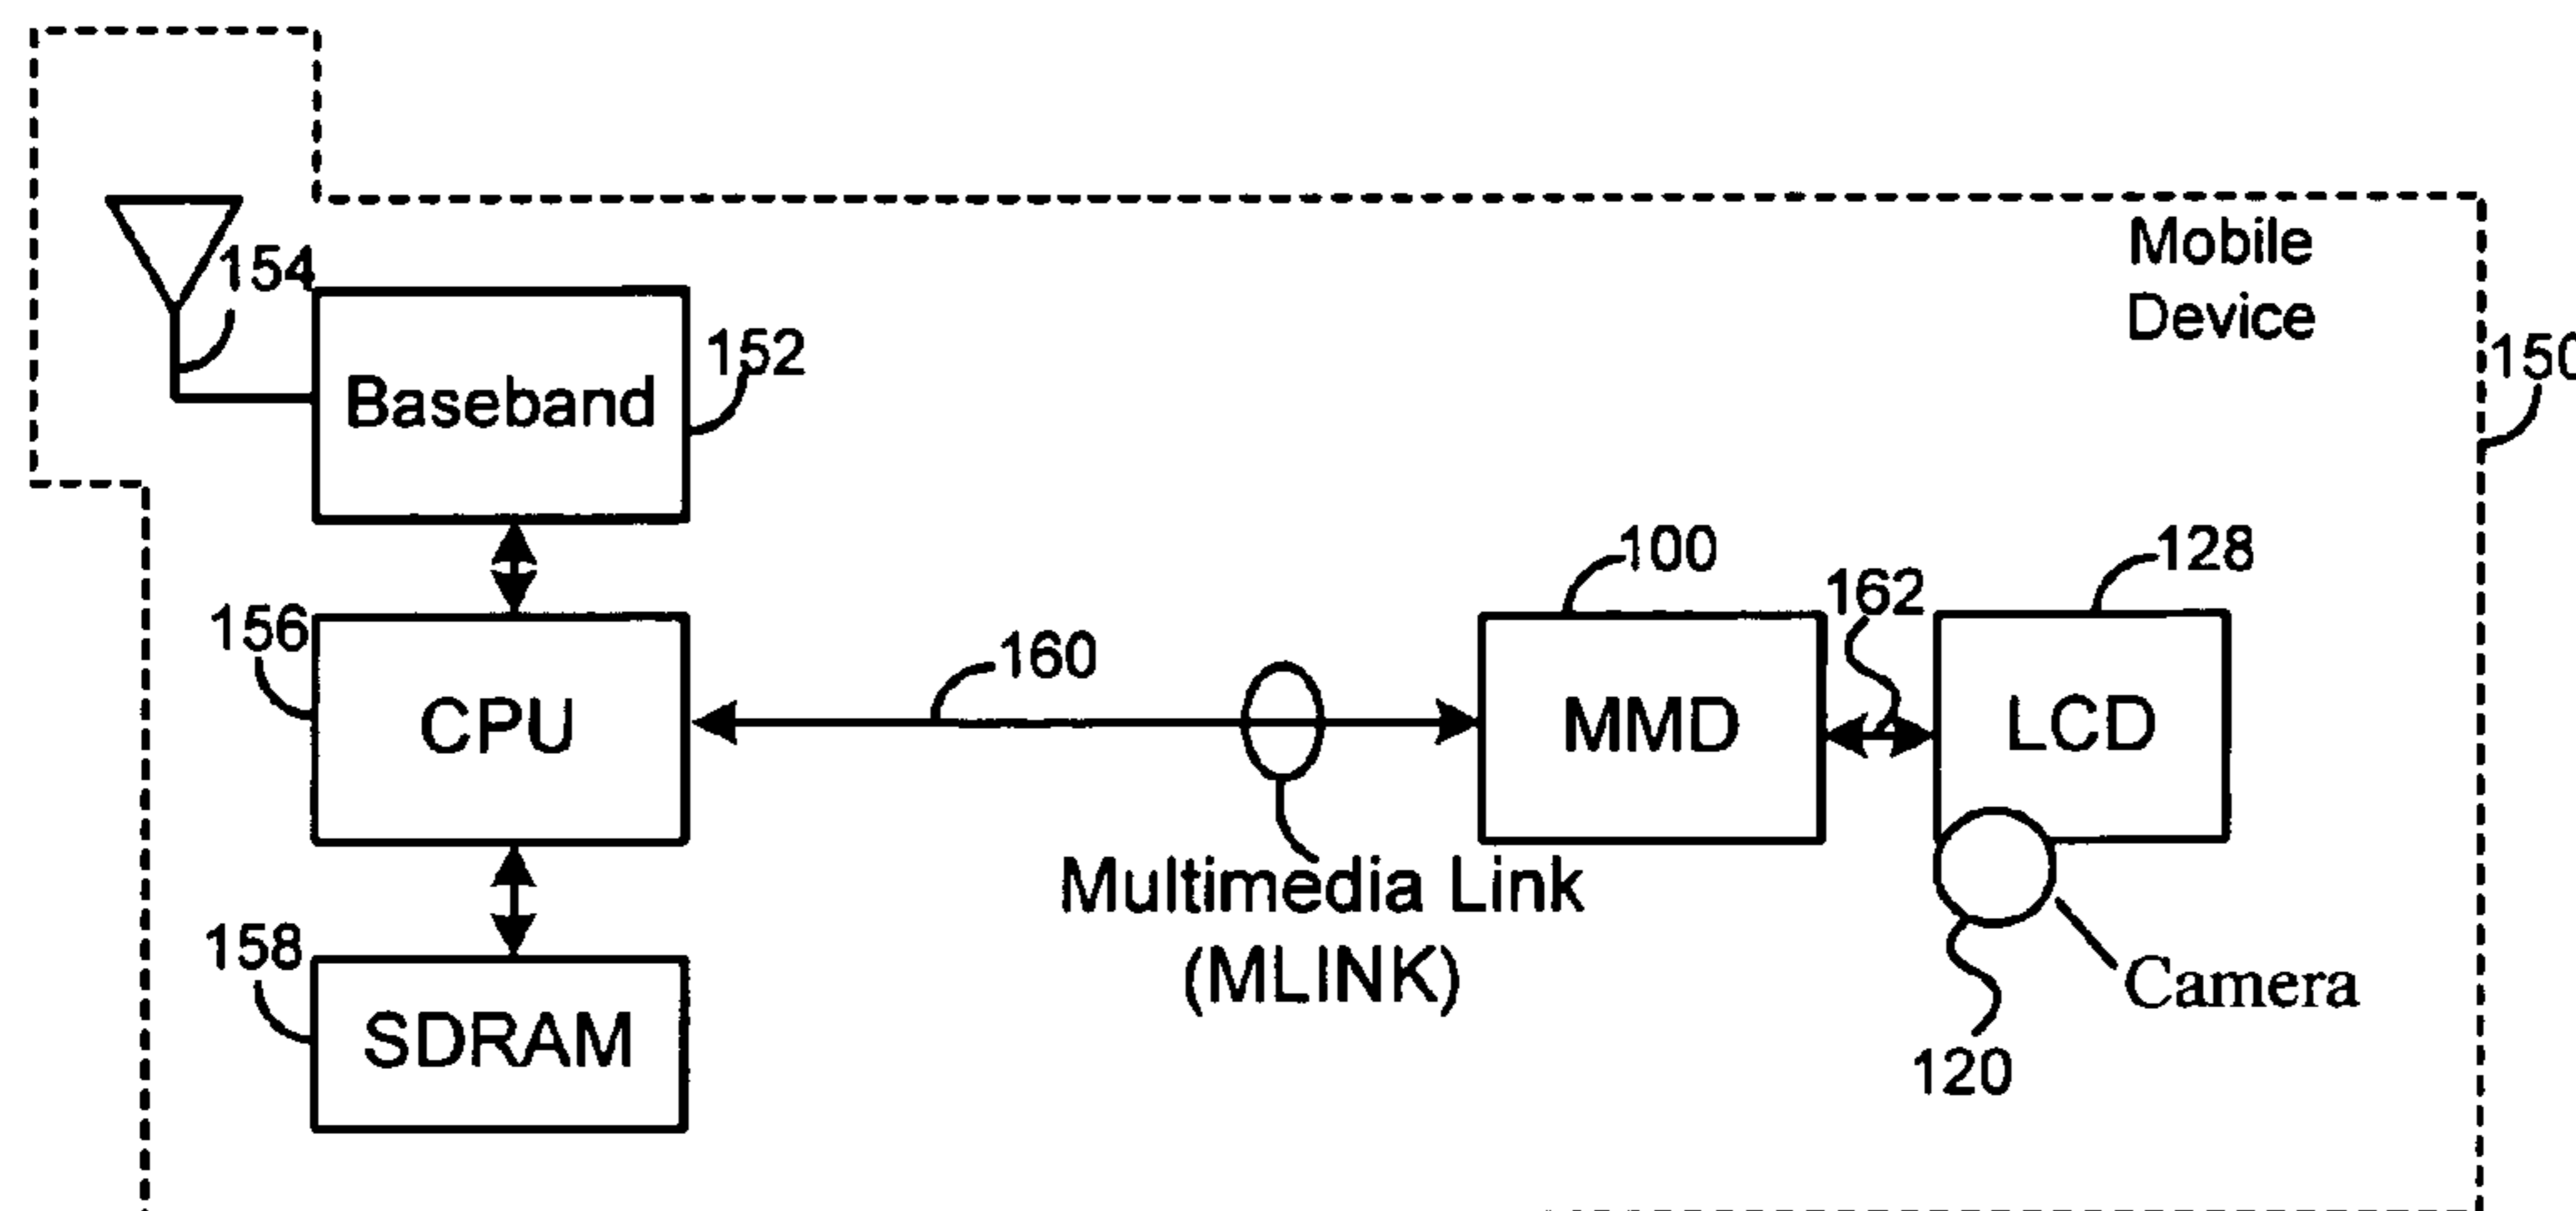 Mobile
Device
154
152
150
Baseband
100
128
162
156
160
CPU
MMD
LCD
Multimedia Link
(MLINK)
158
Camera
SDRAM
120